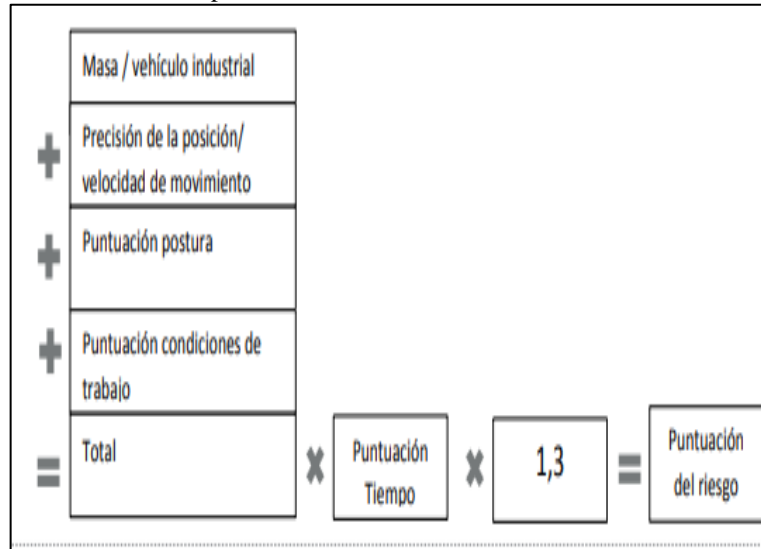 Masa / vehículo industrial
+
Precisión de la posición/
velocidad de movimiento
+
Puntuación postura
+
Puntuación condiciones de
trabajo
=
Total
×
Puntuación
Tiempo
×
1,3
=
Puntuación
del riesgo